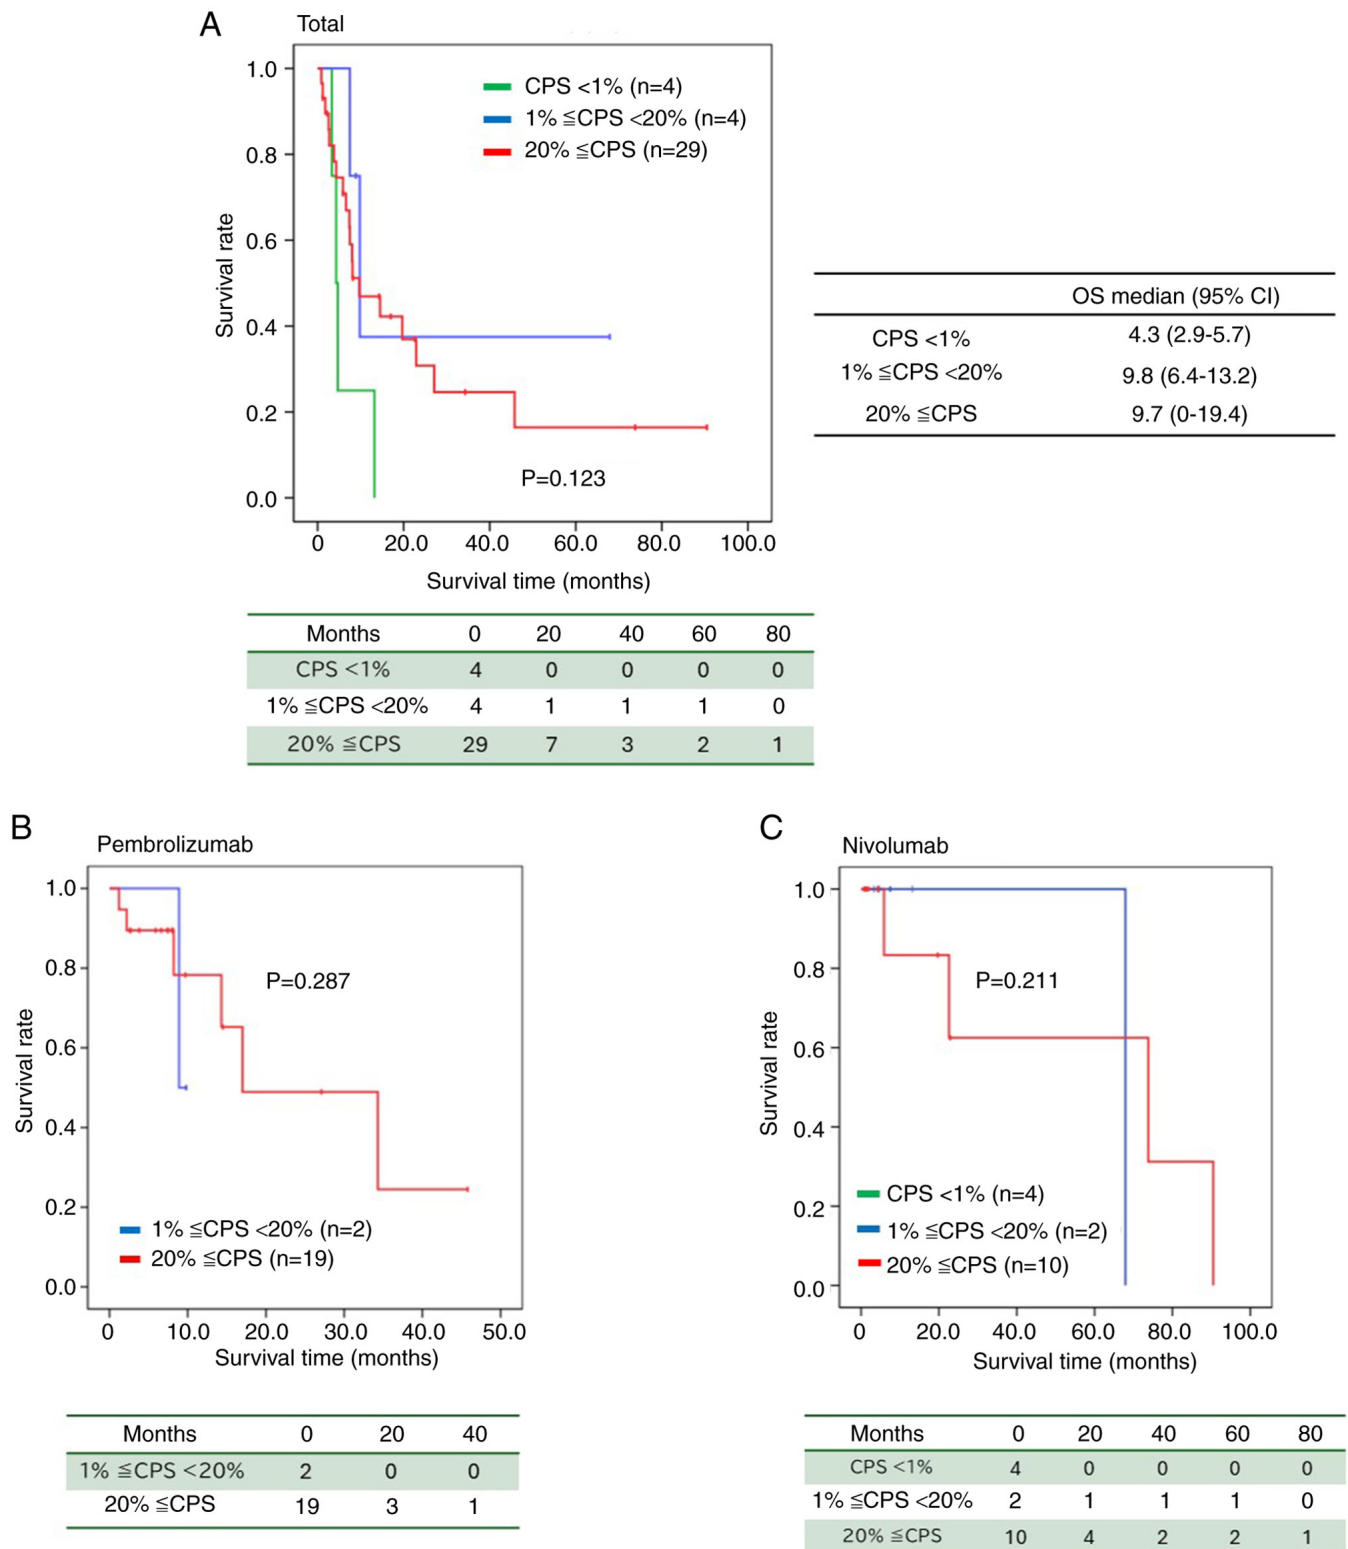 A
Total
CPS <1% (n=4)
1% ≦CPS <20% (n=4)
20% ≦CPS (n=29)
1.0
0.8
0.6
0.4
0.2
0.0
Survival rate
P=0.123
0 20.0 40.0 60.0 80.0 100.0
Survival time (months)
OS median (95% CI)
CPS <1% 4.3 (2.9-5.7)
1% ≦CPS <20% 9.8 (6.4-13.2)
20% ≦CPS 9.7 (0-19.4)
Months 0 20 40 60 80
CPS <1% 4 0 0 0 0
1% ≦CPS <20% 4 1 1 1 0
20% ≦CPS 29 7 3 2 1
B
Pembrolizumab
1.0
0.8
0.6
0.4
0.2
0.0
Survival rate
P=0.287
1% ≦CPS <20% (n=2)
20% ≦CPS (n=19)
0 10.0 20.0 30.0 40.0 50.0
Survival time (months)
Months 0 20 40
1% ≦CPS <20% 2 0 0
20% ≦CPS 19 3 1
C
Nivolumab
1.0
0.8
0.6
0.4
0.2
0.0
Survival rate
P=0.211
CPS <1% (n=4)
1% ≦CPS <20% (n=2)
20% ≦CPS (n=10)
0 20.0 40.0 60.0 80.0 100.0
Survival time (months)
Months 0 20 40 60 80
CPS <1% 4 0 0 0 0
1% ≦CPS <20% 2 1 1 1 0
20% ≦CPS 10 4 2 2 1